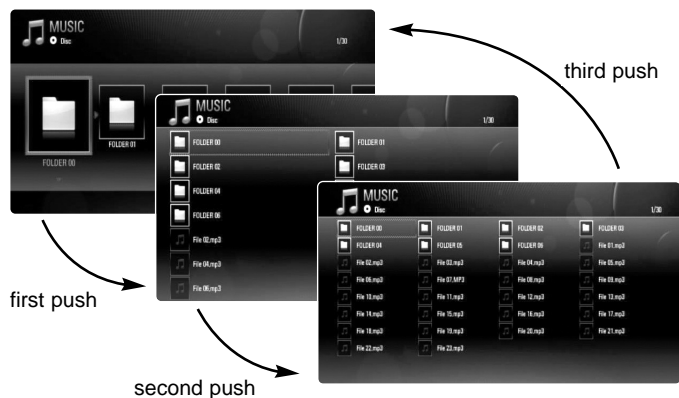 MUSIC
Disc
1/30
FOLDER 00
FOLDER 01
third push
MUSIC
Disc
1/30
FOLDER 00 FOLDER 01
FOLDER 02 FOLDER 03
FOLDER 04
FOLDER 06
File 02.mp3
File 04.mp3
File 06.mp3
first push
MUSIC
Disc
1/30
FOLDER 00 FOLDER 01 FOLDER 02 FOLDER 03
FOLDER 04 FOLDER 05 FOLDER 06 File 01.mp3
File 02.mp3 File 03.mp3 File 04.mp3 File 05.mp3
File 06.mp3 File 07.MP3 File 08.mp3 File 09.mp3
File 10.mp3 File 11.mp3 File 12.mp3 File 13.mp3
File 14.mp3 File 15.mp3 File 16.mp3 File 17.mp3
File 18.mp3 File 19.mp3 File 20.mp3 File 21.mp3
File 22.mp3 File 23.mp3
second push